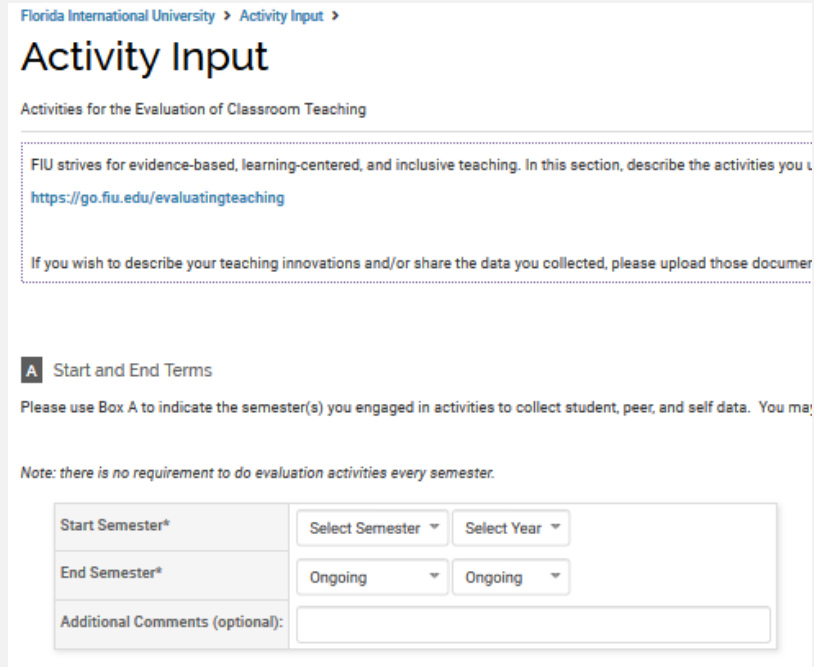 Florida International University > Activity Input >
Activity Input
Activities for the Evaluation of Classroom Teaching
FIU strives for evidence-based, learning-centered, and inclusive teaching. In this section, describe the activities you
https://go.fiu.edu/evaluatingteaching
If you wish to describe your teaching innovations and/or share the data you collected, please upload those
A Start and End Terms
Please use Box A to indicate the semester(s) you engaged in activities to collect student, peer, and self data. You may
Note: there is no requirement to do evaluation activities every semester.
Start Semester* Select Semester Select Year
End Semester* Ongoing Ongoing
Additional Comments (optional):